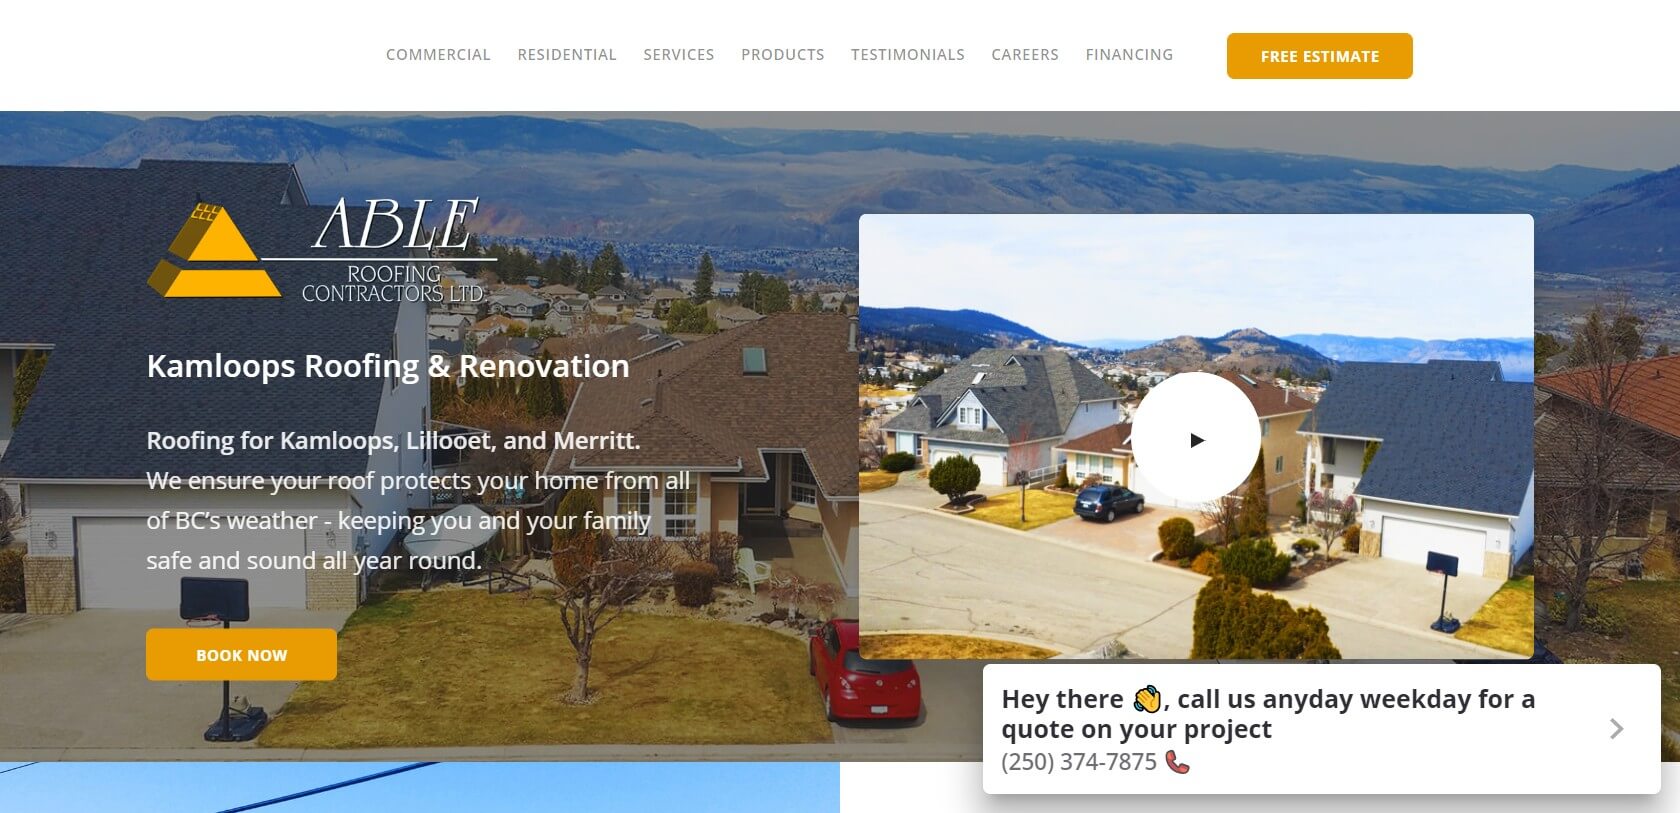 COMMERCIAL RESIDENTIAL SERVICES PRODUCTS TESTIMONIALS CAREERS FINANCING FREE ESTIMATE
ABLE
ROOFING
CONTRACTORS LTD
Kamloops Roofing & Renovation
Roofing for Kamloops, Lillooet, and Merritt.
We ensure your roof protects your home from all
of BC’s weather - keeping you and your family
safe and sound all year round.
BOOK NOW
Hey there 👋, call us anyday weekday for a
quote on your project
(250) 374-7875 📞